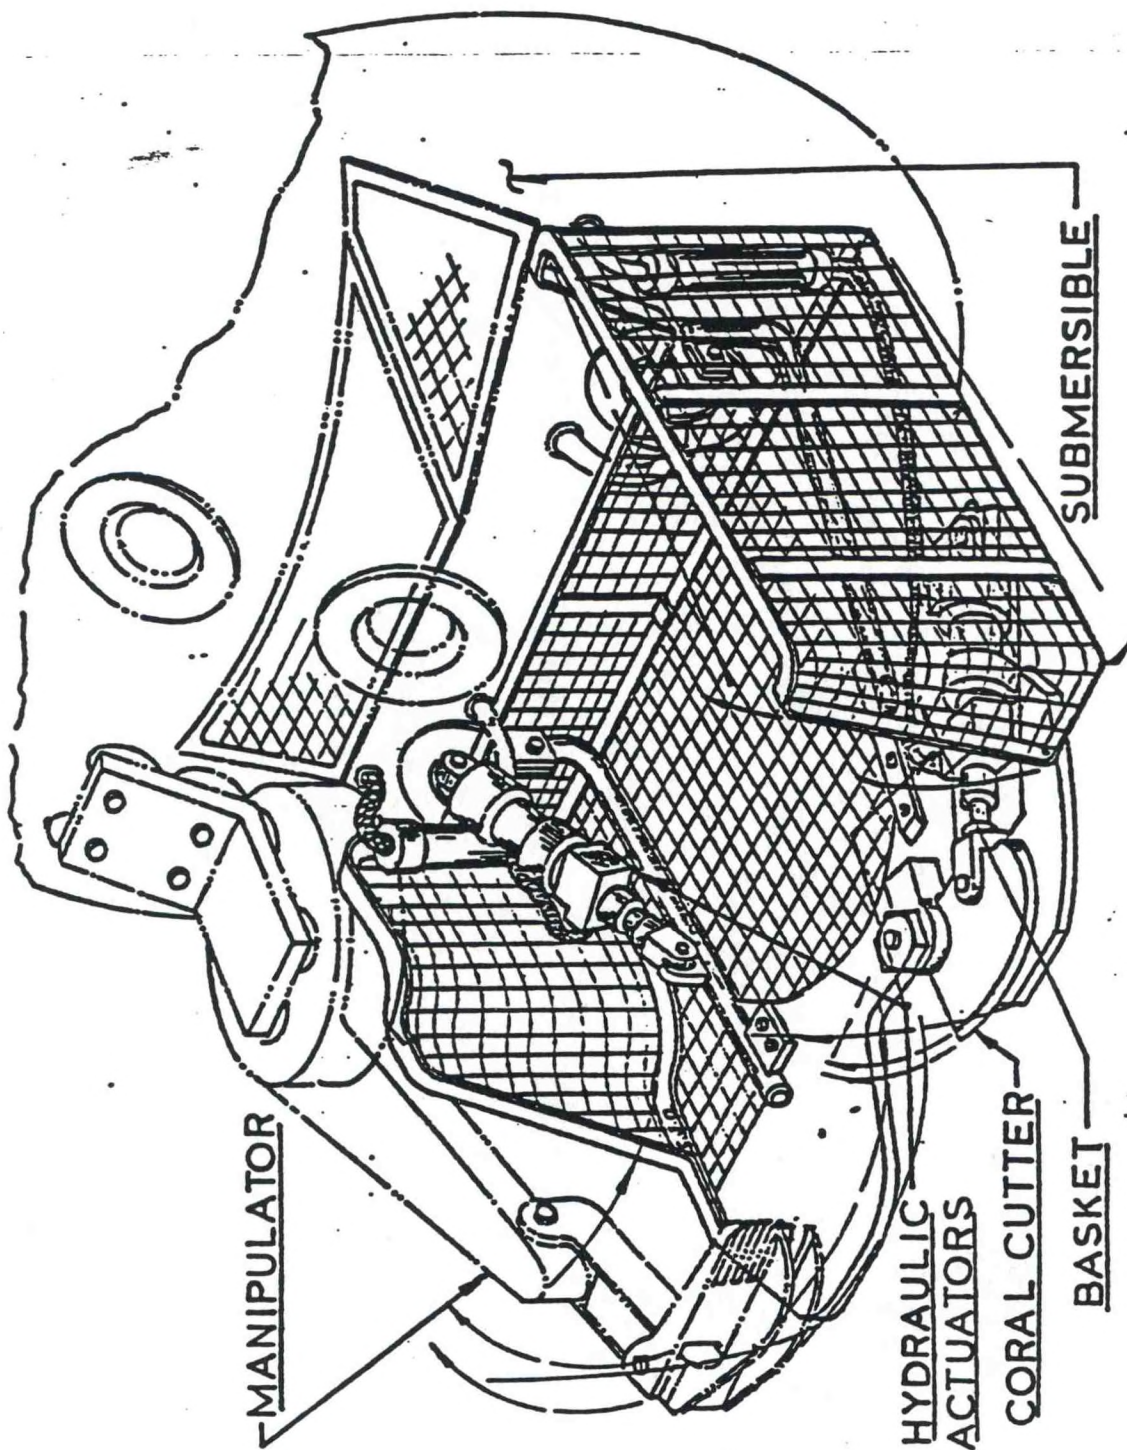 MANIPULATOR
HYDRAULIC
ACTUATORS
CORAL CUTTER
BASKET
SUBMERSIBLE